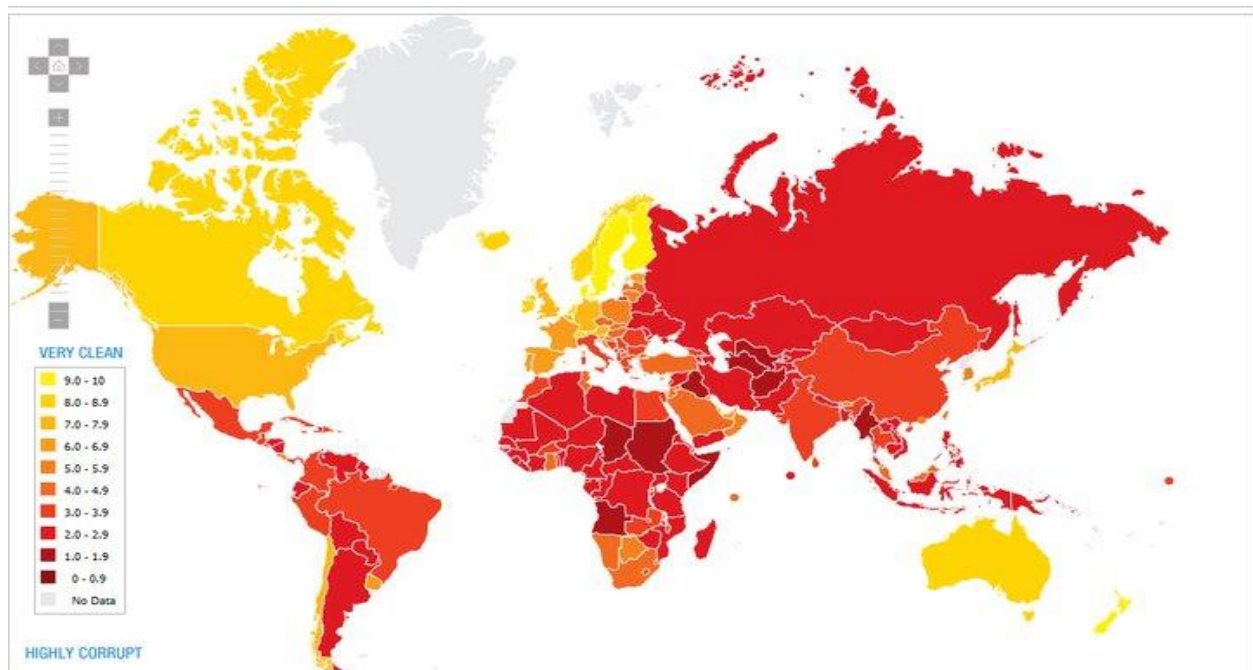 VERY CLEAN
9.0 - 10
8.0 - 8.9
7.0 - 7.9
6.0 - 6.9
5.0 - 5.9
4.0 - 4.9
3.0 - 3.9
2.0 - 2.9
1.0 - 1.9
0 - 0.9
No Data
HIGHLY CORRUPT